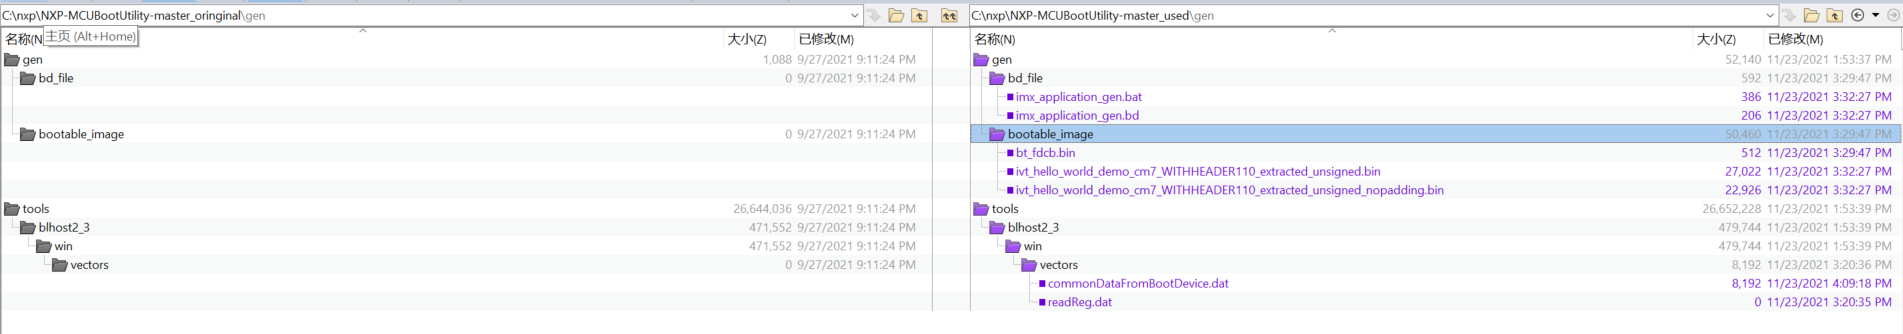 C:\nxp\NXP-MCUBootUtility-master_oringinal\gen
名称(N
主页 (Alt+Home)
大小(Z) 已修改(M)
gen 1,088 9/27/2021 9:11:24 PM
bd_file 0 9/27/2021 9:11:24 PM
bootable_image 0 9/27/2021 9:11:24 PM
tools 26,644,036 9/27/2021 9:11:24 PM
blhost2_3 471,552 9/27/2021 9:11:24 PM
win 471,552 9/27/2021 9:11:24 PM
vectors 0 9/27/2021 9:11:24 PM
C:\nxp\NXP-MCUBootUtility-master_used\gen
名称(N) 大小(Z) 已修改(M)
gen 52,140 11/23/2021 1:53:37 PM
bd_file 592 11/23/2021 3:29:47 PM
imx_application_gen.bat 386 11/23/2021 3:32:27 PM
imx_application_gen.bd 206 11/23/2021 3:32:27 PM
bootable_image 50,460 11/23/2021 3:29:47 PM
bt_fdcb.bin 512 11/23/2021 3:29:47 PM
ivt_hello_world_demo_cm7_WITHHEADER110_extracted_unsigned.bin 27,022 11/23/2021 3:32:27 PM
ivt_hello_world_demo_cm7_WITHHEADER110_extracted_unsigned_nopadding.bin 22,926 11/23/2021 3:32:27 PM
tools 26,652,228 11/23/2021 1:53:39 PM
blhost2_3 479,744 11/23/2021 1:53:39 PM
win 479,744 11/23/2021 1:53:39 PM
vectors 8,192 11/23/2021 3:20:36 PM
commonDataFromBootDevice.dat 8,192 11/23/2021 4:09:18 PM
readReg.dat 0 11/23/2021 3:20:35 PM